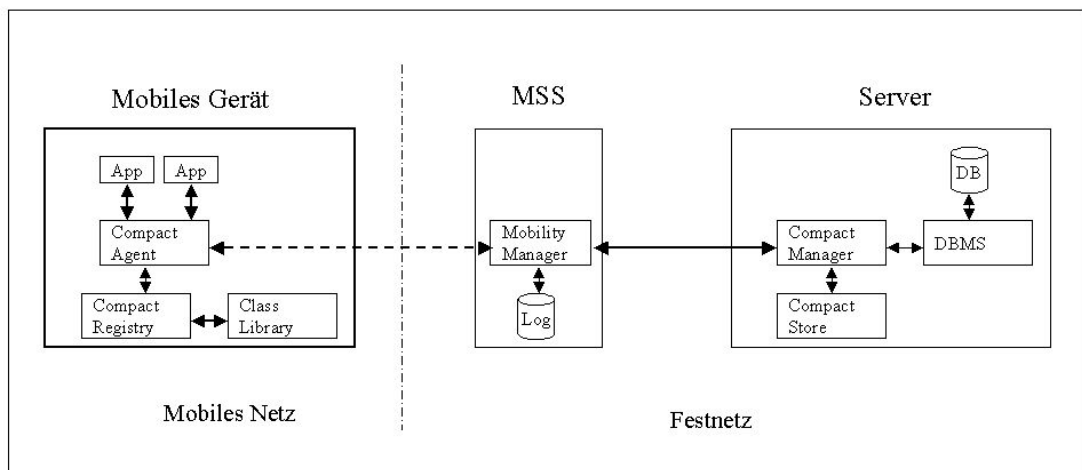 Mobiles Gerät
MSS
Server
App
App
DB
Compact
Agent
Mobility
Manager
Compact
Manager
DBMS
Compact
Registry
Class
Library
Log
Compact
Store
Mobiles Netz
Festnetz